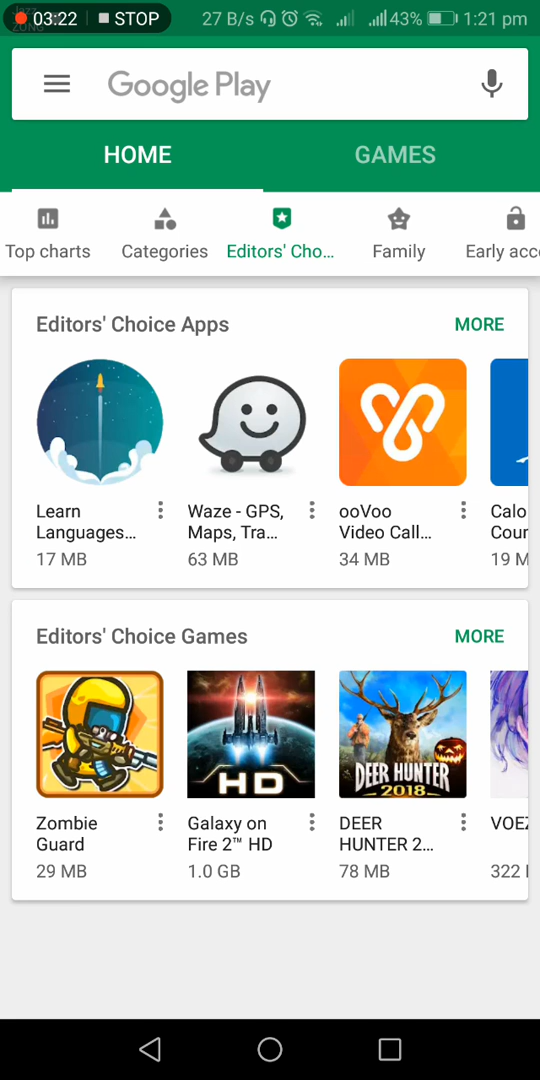 03:22 STOP 27 B/s 43% 1:21 pm
Google Play
HOME GAMES
Top charts Categories Editors' Cho... Family Early acc
Editors' Choice Apps MORE
Learn Waze - GPS, ooVoo Calo
Languages... Maps, Tra... Video Call... Cour
17 MB 63 MB 34 MB 19 M
Editors' Choice Games MORE
HD DEER HUNTER
2018
Zombie Galaxy on DEER VOEZ
Guard Fire 2™ HD HUNTER 2...
29 MB 1.0 GB 78 MB 322